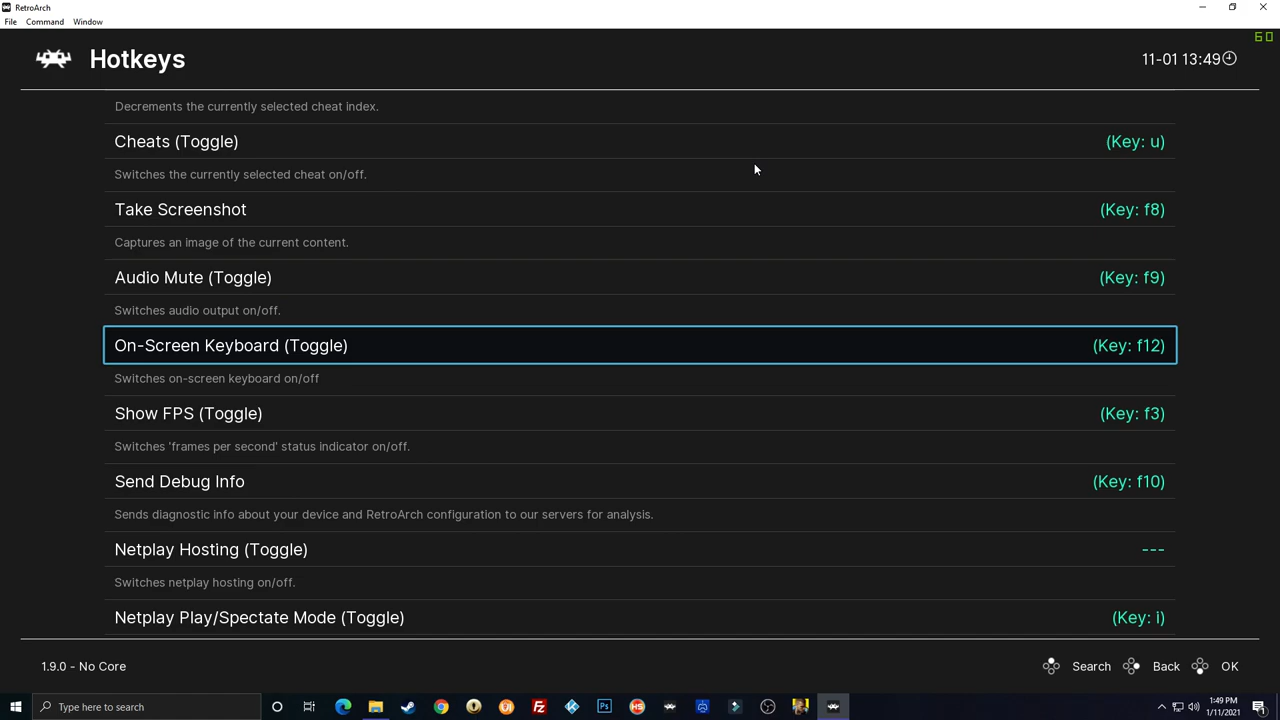 RetroArch
File Command Window
60
Hotkeys
11-01 13:49
Decrements the currently selected cheat index.
Cheats (Toggle) (Key: u)
Switches the currently selected cheat on/off.
Take Screenshot (Key: f8)
Captures an image of the current content.
Audio Mute (Toggle) (Key: f9)
Switches audio output on/off.
On-Screen Keyboard (Toggle) (Key: f12)
Switches on-screen keyboard on/off
Show FPS (Toggle) (Key: f3)
Switches 'frames per second' status indicator on/off.
Send Debug Info (Key: f10)
Sends diagnostic info about your device and RetroArch configuration to our servers for analysis.
Netplay Hosting (Toggle) ---
Switches netplay hosting on/off.
Netplay Play/Spectate Mode (Toggle) (Key: i)
1.9.0 - No Core Search Back OK
Type here to search Ps HS 1:49 PM
1/11/2021